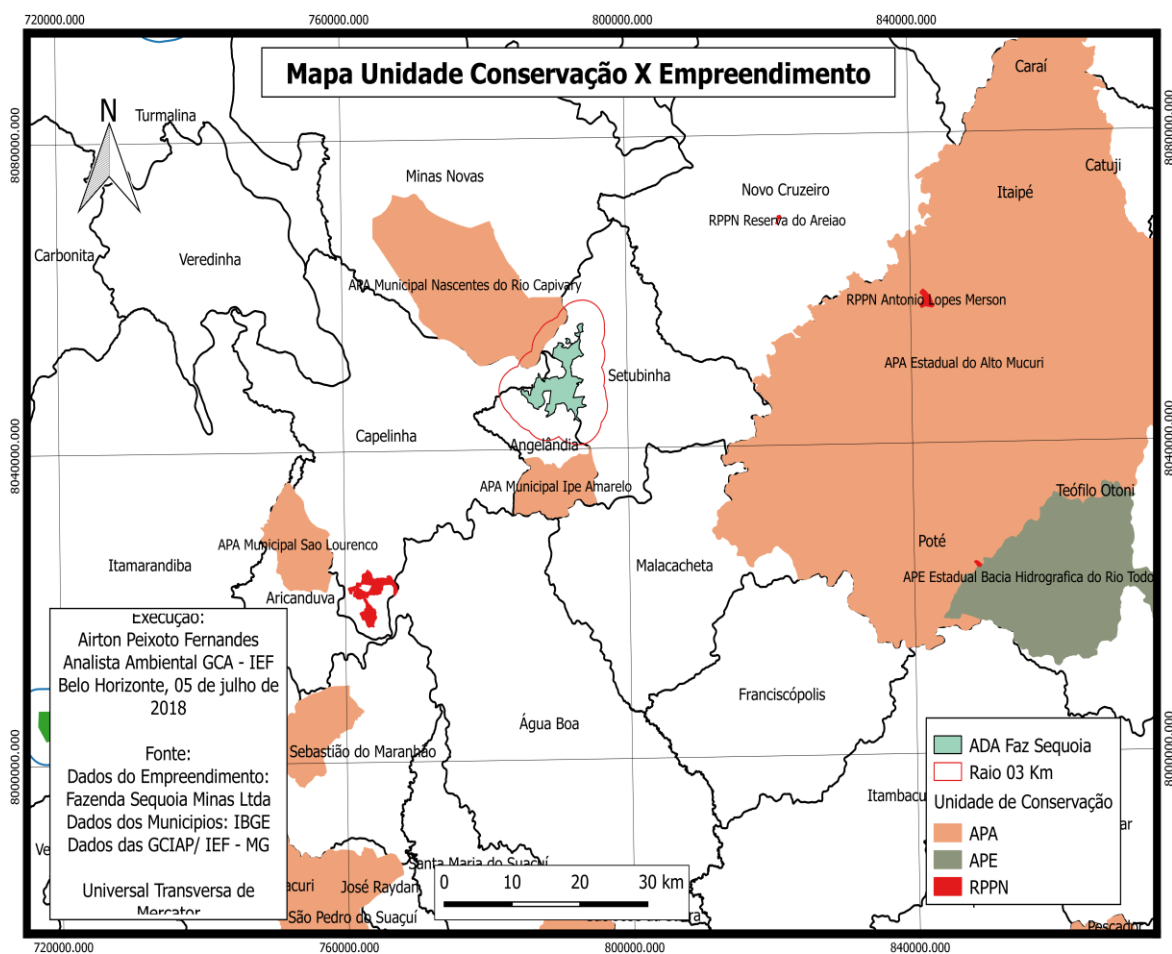 720000.000 760000.000 800000.000 840000.000
Mapa Unidade Conservação X Empreendimento
N
8080000.000
8080000.000
Caraí
Turmalina
Catuji
Minas Novas
Novo Cruzeiro
Itaipé
RPPN Reserva do Areiao
Carbonita
Veredinha
APA Municipal Nascentes do Rio Capivary
RPPN Antonio Lopes Merson
APA Estadual do Alto Mucuri
Setubinha
Capelinha
Angelândia
8040000.000
8040000.000
APA Municipal Ipe Amarelo
Teófilo Otoni
APA Municipal Sao Lourenco
Poté
Itamarandiba
Malacacheta
APE Estadual Bacia Hidrografica do Rio Todo
Aricanduva
Execução:
Airton Peixoto Fernandes
Analista Ambiental GCA - IEF
Belo Horizonte, 05 de julho de
2018
Fonte:
Dados do Empreendimento:
Fazenda Sequoia Minas Ltda
Dados dos Municipios: IBGE
Dados das GCIAP/ IEF - MG
Universal Transversa de
Mercator
Franciscópolis
Água Boa
Sebastião do Maranhão
8000000.000
8000000.000
Itambacu
ar
ADA Faz Sequoia
Raio 03 Km
Unidade de Conservação
APA
APE
RPPN
Ve
Santa Maria do Suaçuí
acuri
José Raydan
São Pedro do Suaçuí
0 10 20 30 km
Pescador
720000.000 760000.000 800000.000 840000.000